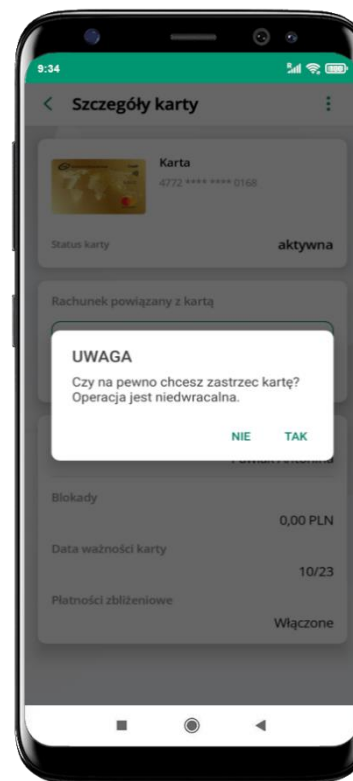 9:34
Szczegóły karty
Karta
4772 **** **** 0168
Status karty
aktywna
Rachunek powiązany z kartą
UWAGA
Czy na pewno chcesz zastrzec kartę?
Operacja jest niedwracalna.
NIE TAK
Blokady
0,00 PLN
Data ważności karty
10/23
Płatności zbliżeniowe
Włączone